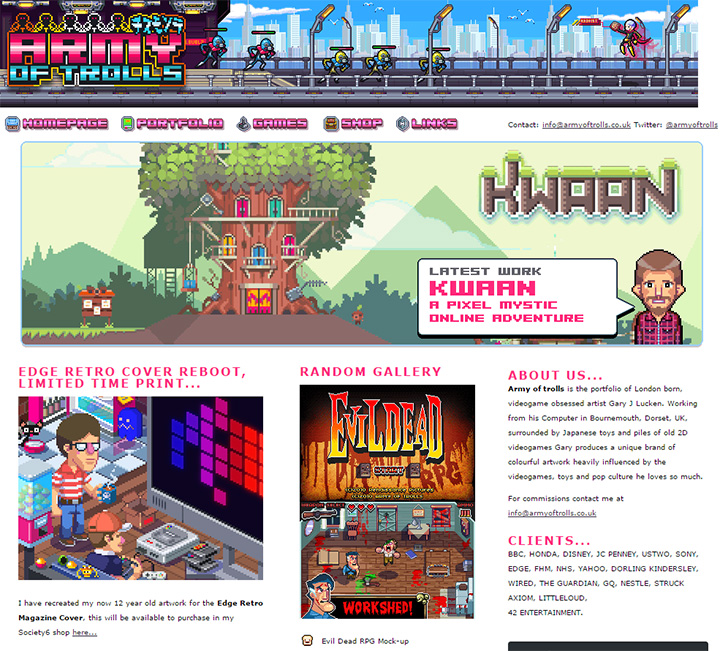 ARMY
OF TROLLS
HOMEPAGE PORTFOLIO GAMES SHOP LINKS
Contact: info@armyoftrolls.co.uk Twitter: @armyoftrolls
KWAAN
LATEST WORK
KWAAN
A PIXEL MYSTIC
ONLINE ADVENTURE
EDGE RETRO COVER REBOOT,
LIMITED TIME PRINT...
I have recreated my now 12 year old artwork for the Edge Retro
Magazine Cover, this will be available to purchase in my
Society6 shop here...
RANDOM GALLERY
EVIL DEAD
START
RPG
WORKSHED!
Evil Dead RPG Mock-up
ABOUT US...
Army of trolls is the portfolio of London born,
videogame obsessed artist Gary J Lucken. Working
from his Computer in Bournemouth, Dorset, UK,
surrounded by Japanese toys and piles of old 2D
videogames Gary produces a unique brand of
colourful artwork heavily influenced by the
videogames, toys and pop culture he loves so much.
For commissions contact me at
info@armyoftrolls.co.uk
CLIENTS...
BBC, HONDA, DISNEY, JC PENNEY, USTWO, SONY,
EDGE, FHM, NHS, YAHOO, DORLING KINDERSLEY,
WIRED, THE GUARDIAN, GQ, NESTLE, STRUCK
AXIOM, LITTLELOUD,
42 ENTERTAINMENT.